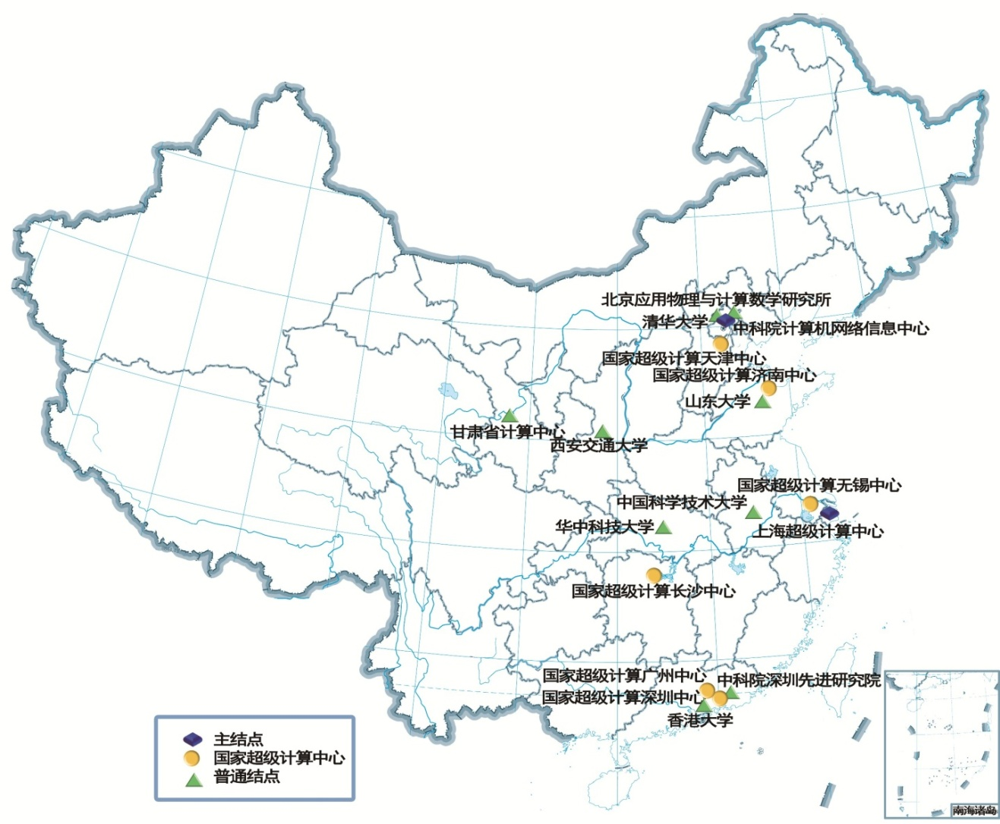 北京应用物理与计算数学研究所
清华大学
中科院计算机网络信息中心
国家超级计算天津中心
国家超级计算济南中心
山东大学
甘肃省计算中心
西安交通大学
国家超级计算无锡中心
中国科学技术大学
华中科技大学
上海超级计算中心
国家超级计算长沙中心
国家超级计算广州中心
中科院深圳先进研究院
国家超级计算深圳中心
香港大学
主结点
国家超级计算中心
普通结点
南海诸岛